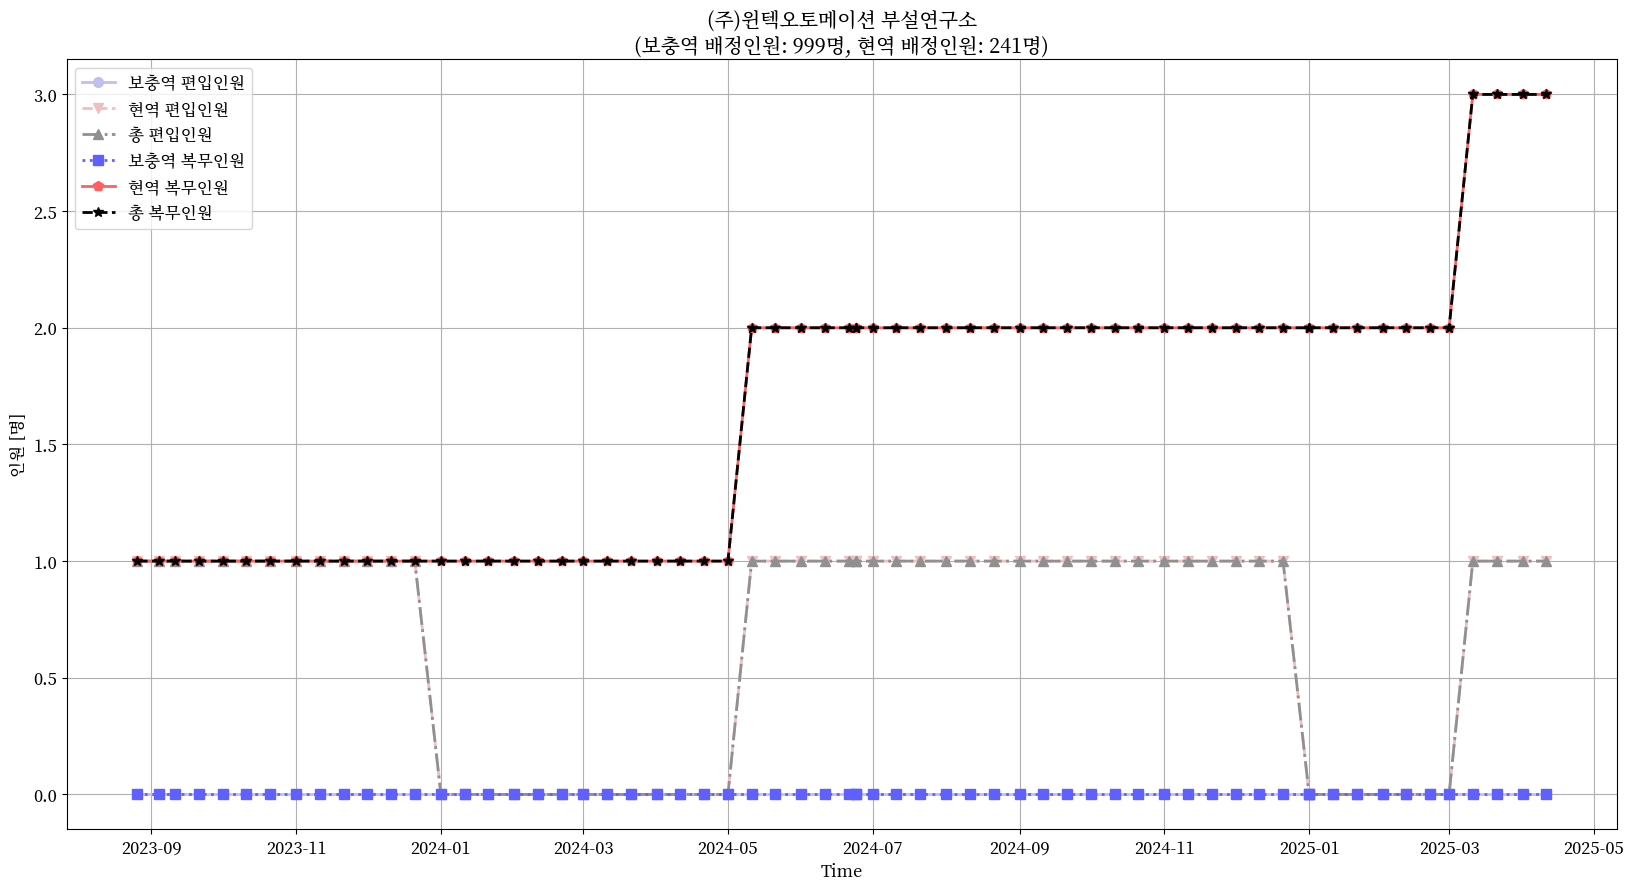 (주)윈텍오토메이션 부설연구소
(보충역 배정인원: 999명, 현역 배정인원: 241명)
보충역 편입인원
현역 편입인원
총 편입인원
보충역 복무인원
현역 복무인원
총 복무인원
3.0
2.5
2.0
1.5
1.0
0.5
0.0
인원 [명]
2023-09
2023-11
2024-01
2024-03
2024-05
2024-07
2024-09
2024-11
2025-01
2025-03
2025-05
Time